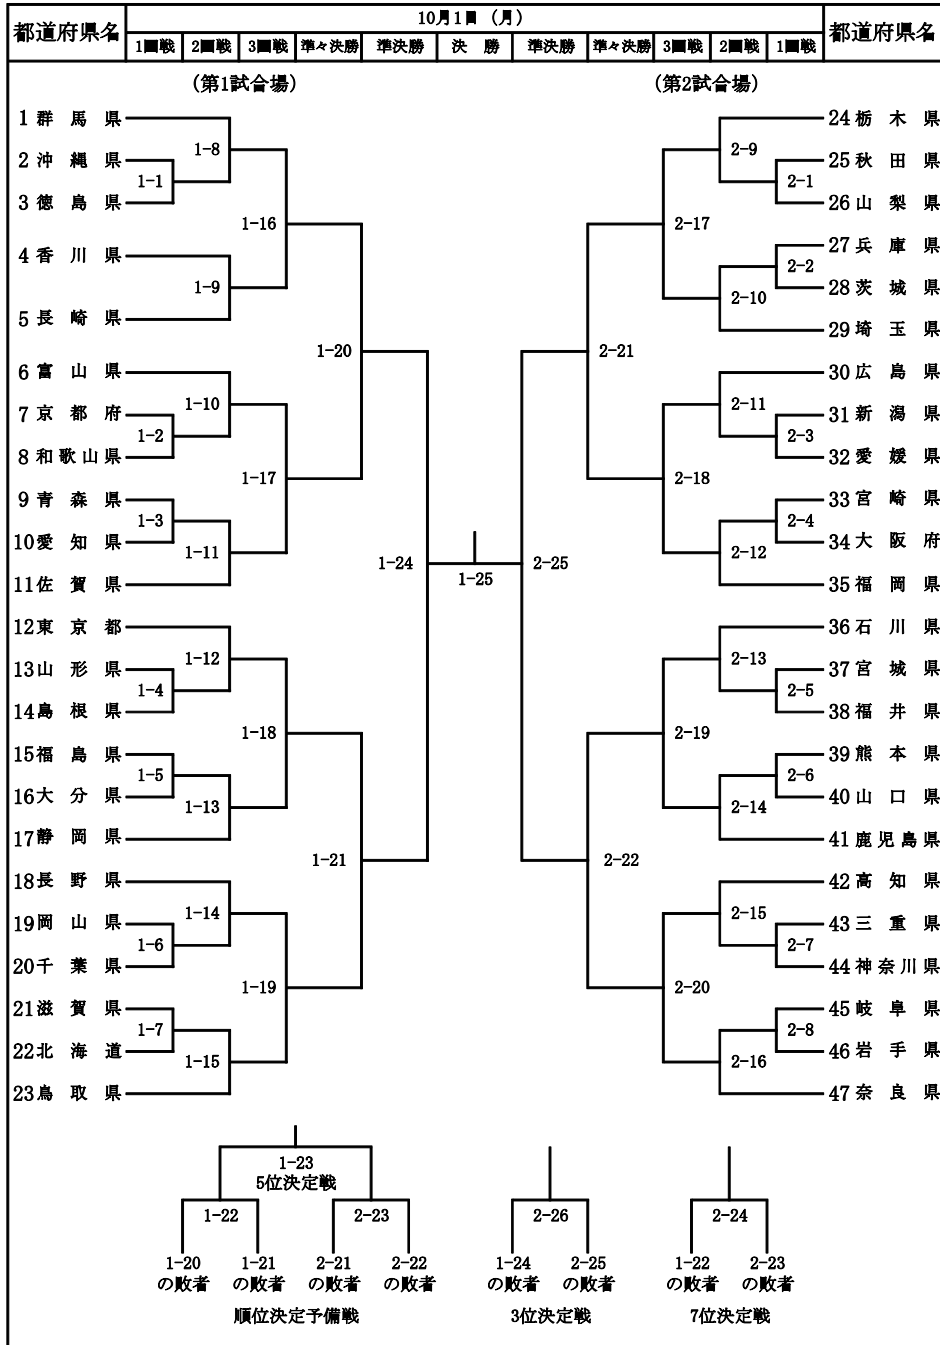 都道府県名 10月1日（月） 都道府県名
1回戦 2回戦 3回戦 準々決勝 準決勝 決　勝 準決勝 準々決勝 3回戦 2回戦 1回戦
(第1試合場) (第2試合場)
1 群馬県 24 栃木県
1-8 2-9
2 沖縄県 25 秋田県
1-1 2-1
3 徳島県 26 山梨県
1-16 2-17
27 兵庫県
4 香川県
2-2
1-9 28 茨城県
2-10
5 長崎県
29 埼玉県
1-20 2-21
6 富山県 30 広島県
1-10 2-11
7 京都府 31 新潟県
1-2 2-3
8 和歌山県 32 愛媛県
1-17 2-18
9 青森県 33 宮崎県
1-3 2-4
10 愛知県 34 大阪府
1-11 2-12
1-24 2-25
1-25
11 佐賀県 35 福岡県
12 東京都 36 石川県
1-12 2-13
13 山形県 37 宮城県
1-4 2-5
14 島根県 38 福井県
1-18 2-19
15 福島県 39 熊本県
1-5 2-6
16 大分県 40 山口県
1-13 2-14
17 静岡県 41 鹿児島県
1-21 2-22
18 長野県 42 高知県
1-14 2-15
19 岡山県 43 三重県
1-6 2-7
20 千葉県 44 神奈川県
1-19 2-20
21 滋賀県 45 岐阜県
1-7 2-8
22 北海道 46 岩手県
1-15 2-16
23 鳥取県 47 奈良県
1-23
5位決定戦
1-22 2-23 2-26 2-24
1-20 1-21 2-21 2-22 1-24 2-25 1-22 2-23
の敗者 の敗者 の敗者 の敗者 の敗者 の敗者 の敗者 の敗者
順位決定予備戦 3位決定戦 7位決定戦